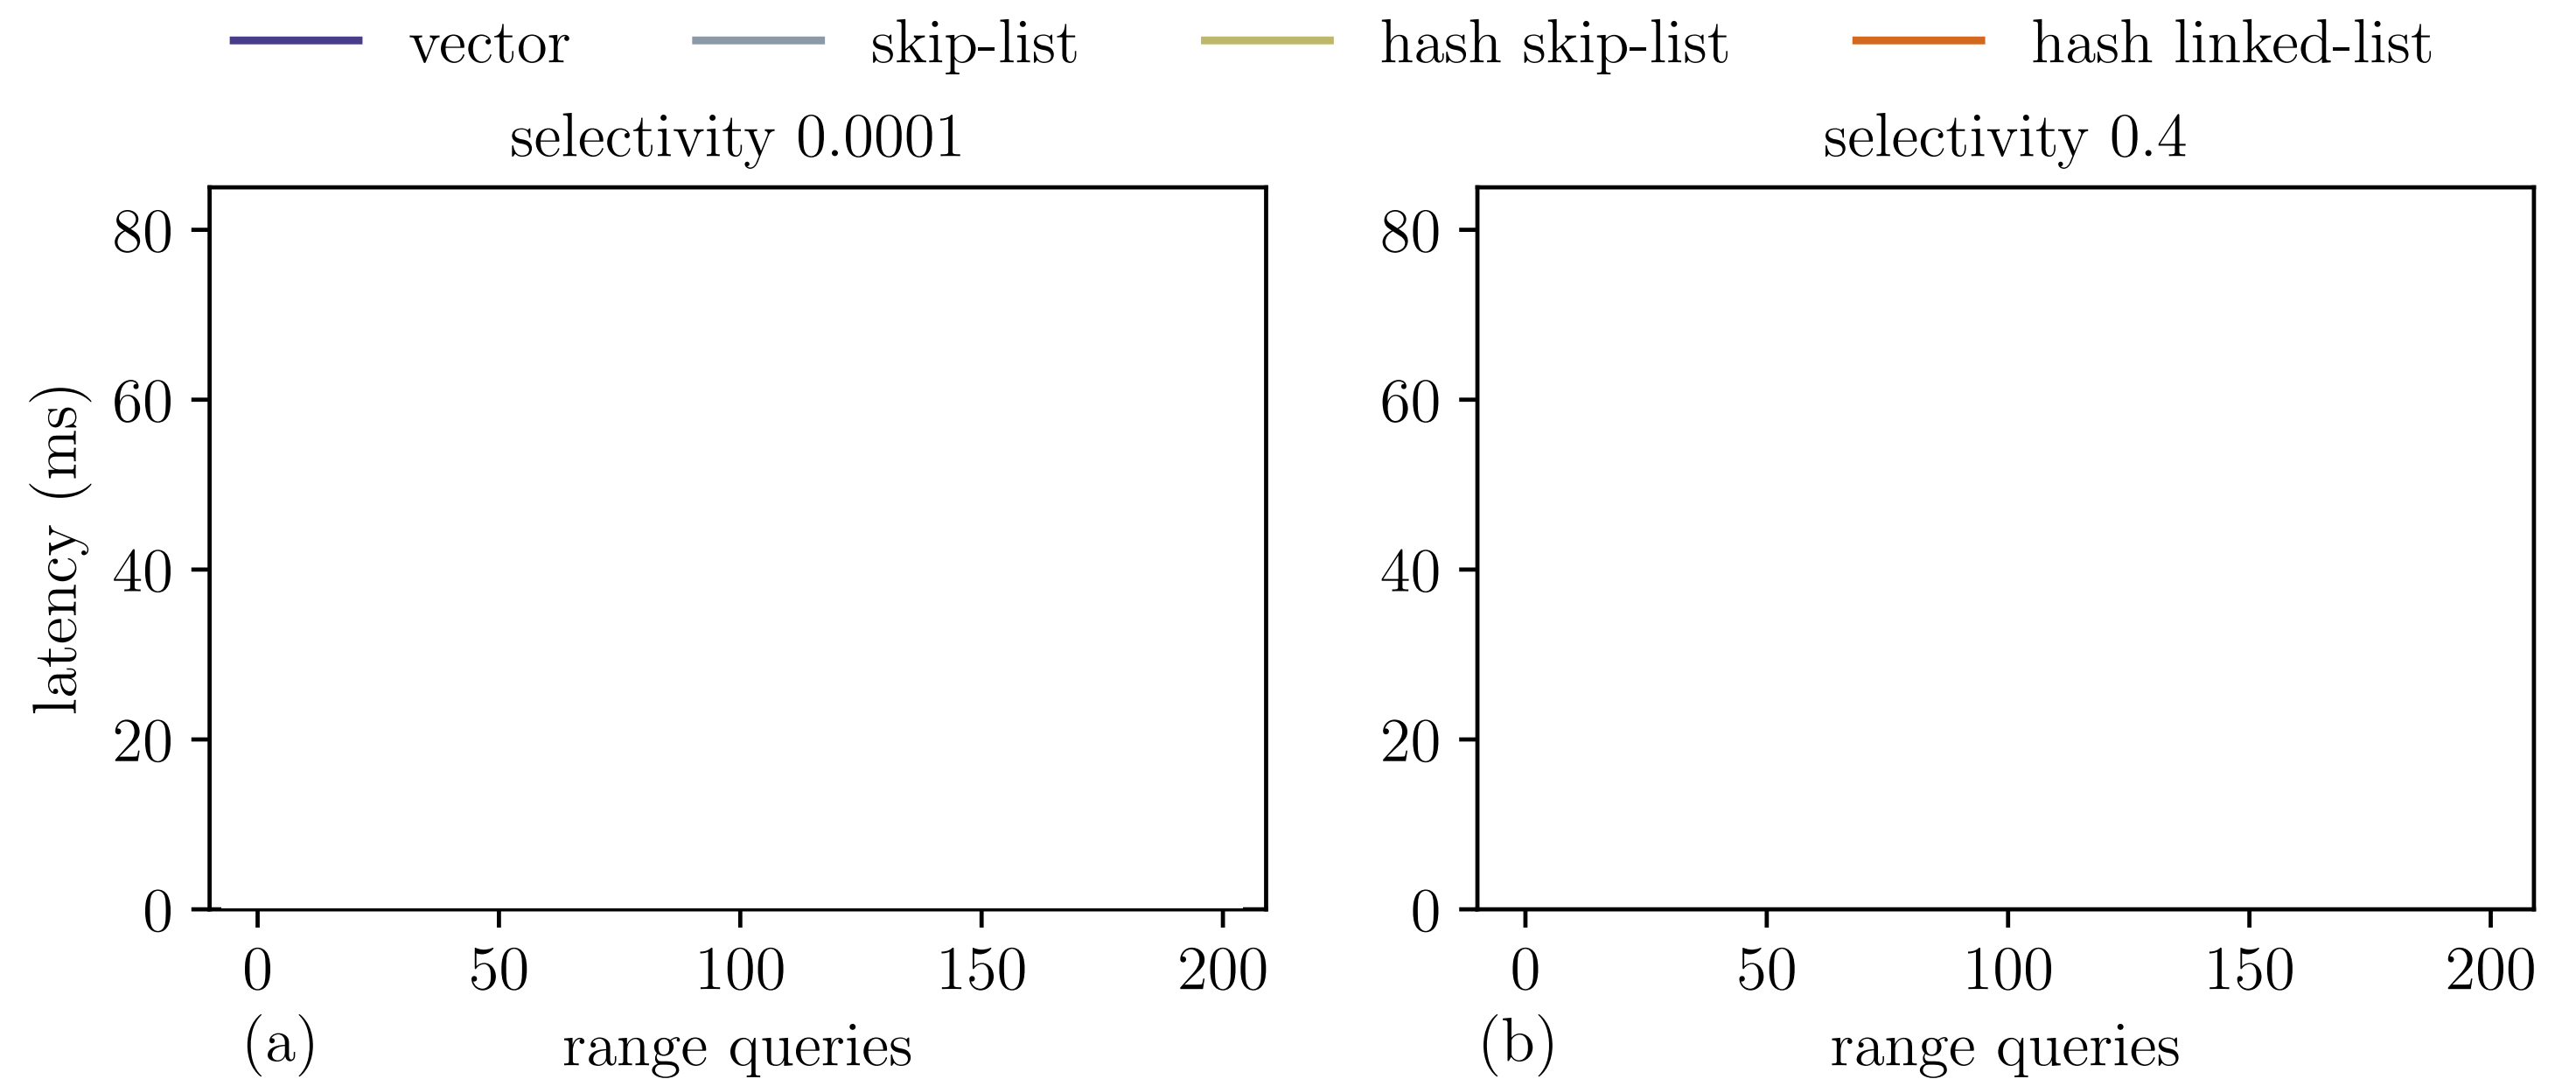 vector skip-list hash skip-list hash linked-list
selectivity 0.0001 selectivity 0.4
latency (ms)
80 80
60 60
40 40
20 20
0 0
0 50 100 150 200 0 50 100 150 200
(a) range queries (b) range queries